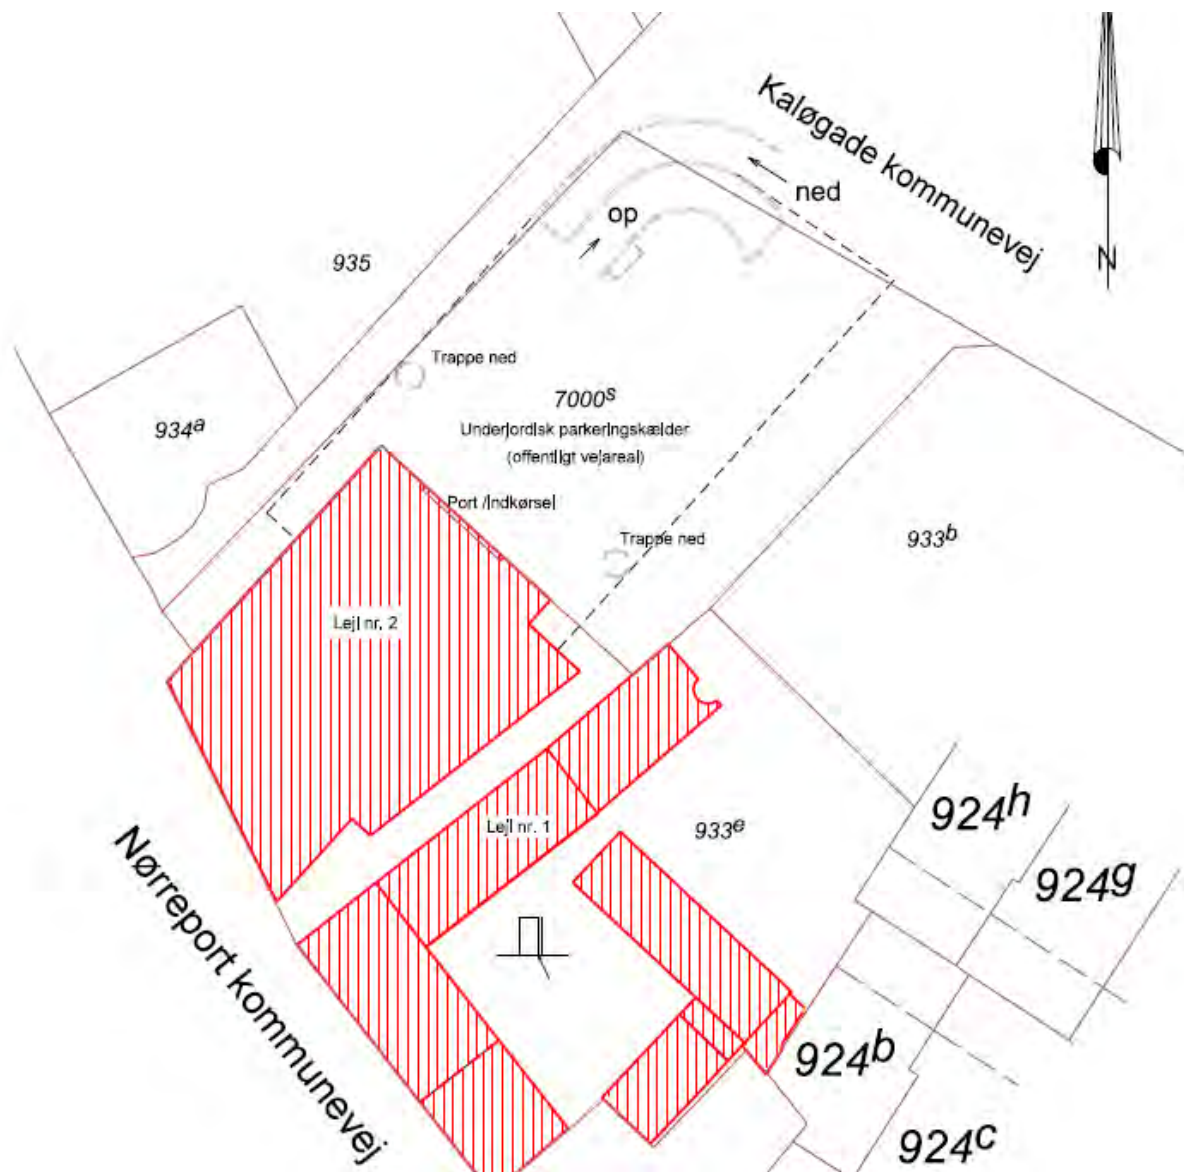 Kaløgade kommunevej
ned
op
N
935
Trappe ned
7000s
934a
Underjordisk parkeringskælder
(offentligt vejareal)
Port /Indkørsel
Trappe ned
933b
Lejl nr. 2
924h
Lejl nr. 1
933e
924g
Nørreport kommunevej
924b
924c